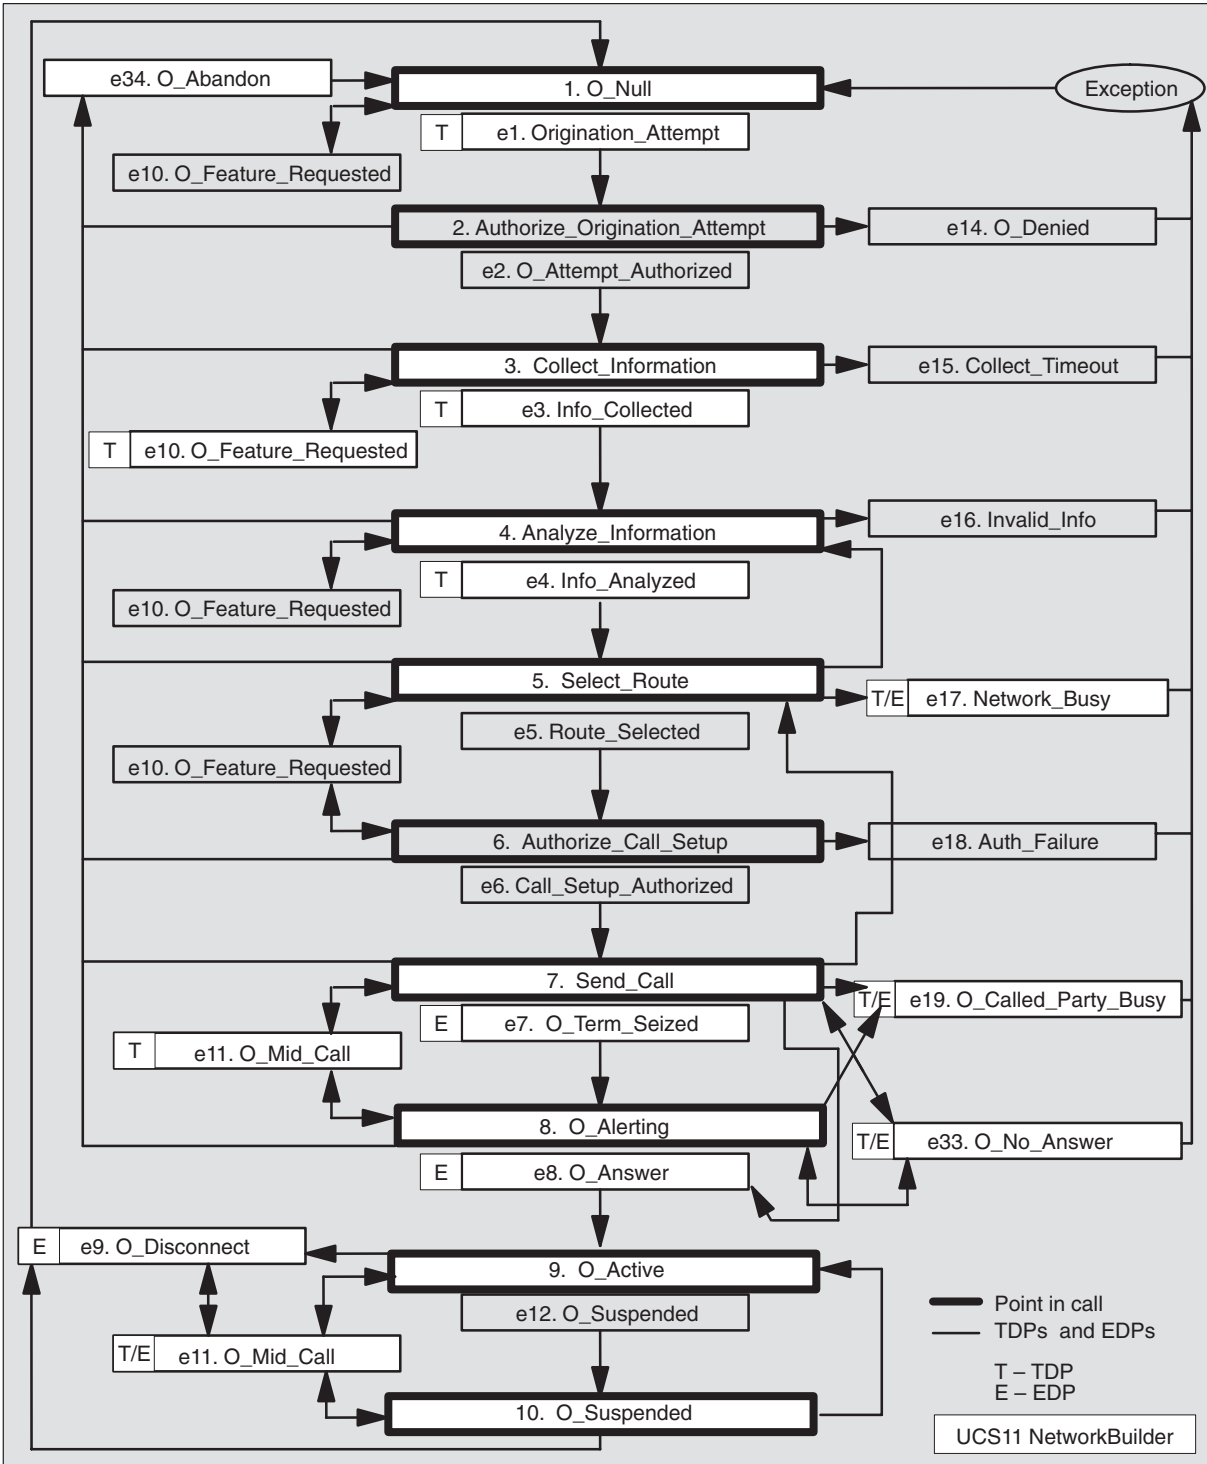 e34. O_Abandon
1. O_Null
Exception
T e1. Origination_Attempt
e10. O_Feature_Requested
2. Authorize_Origination_Attempt
e14. O_Denied
e2. O_Attempt_Authorized
3. Collect_Information
e15. Collect_Timeout
T e3. Info_Collected
T e10. O_Feature_Requested
4. Analyze_Information
e16. Invalid_Info
T e4. Info_Analyzed
e10. O_Feature_Requested
5. Select_Route
T/E e17. Network_Busy
e5. Route_Selected
e10. O_Feature_Requested
6. Authorize_Call_Setup
e18. Auth_Failure
e6. Call_Setup_Authorized
7. Send_Call
T/E e19. O_Called_Party_Busy
E e7. O_Term_Seized
T e11. O_Mid_Call
8. O_Alerting
T/E e33. O_No_Answer
E e8. O_Answer
E e9. O_Disconnect
9. O_Active
e12. O_Suspended
T/E e11. O_Mid_Call
10. O_Suspended
Point in call
TDPs and EDPs
T – TDP
E – EDP
UCS11 NetworkBuilder